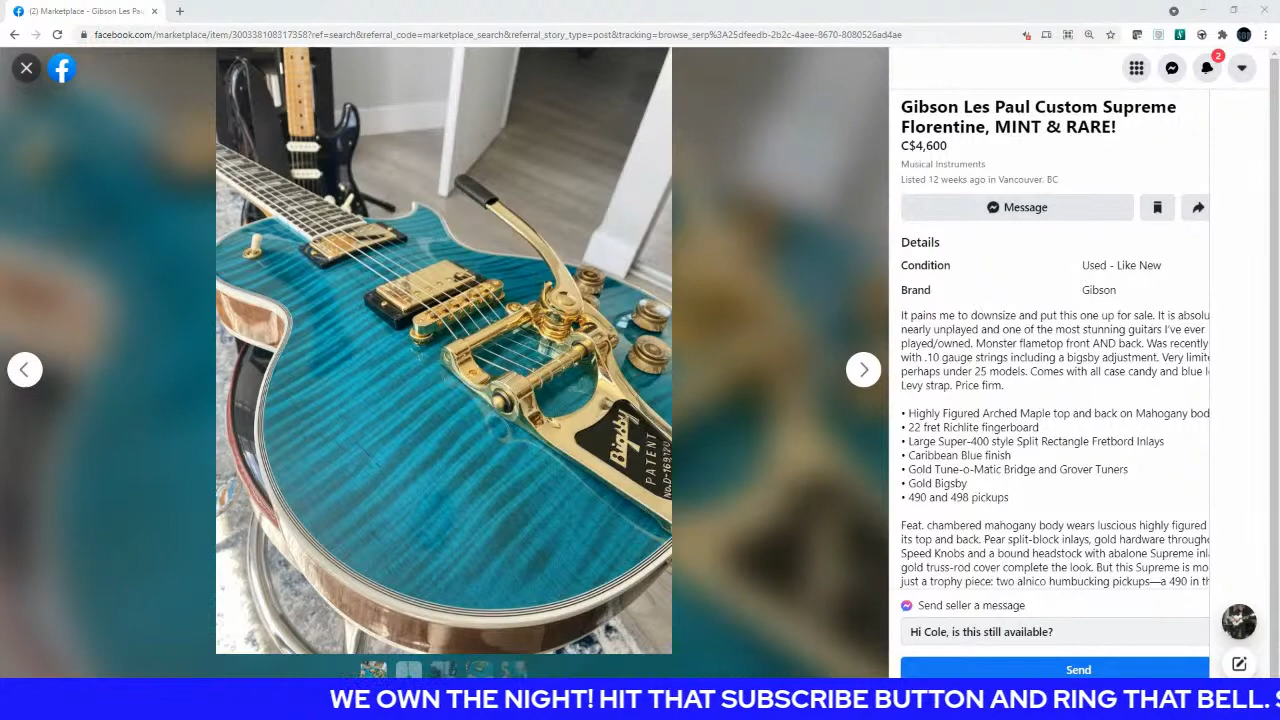 (2) Marketplace - Gibson Les Pau
facebook.com/marketplace/item/300338108317358?ref=search&referral_code=marketplace_search&referral_story_type=post&tracking=browse_serp%3A25dfeedb-2b2c-4aee-8670-8080526ad4ae
2
Gibson Les Paul Custom Supreme
Florentine, MINT & RARE!
C$4,600
Musical Instruments
Listed 12 weeks ago in Vancouver, BC
Message
Details
Condition Used - Like New
Brand Gibson
It pains me to downsize and put this one up for sale. It is absolu
nearly unplayed and one of the most stunning guitars I've ever
played/owned. Monster flametop front AND back. Was recently
with .10 gauge strings including a bigsby adjustment. Very limite
perhaps under 25 models. Comes with all case candy and blue l
Levy strap. Price firm.
• Highly Figured Arched Maple top and back on Mahogany bod
• 22 fret Richlite fingerboard
• Large Super-400 style Split Rectangle Fretbord Inlays
• Caribbean Blue finish
• Gold Tune-o-Matic Bridge and Grover Tuners
• Gold Bigsby
• 490 and 498 pickups
Feat. chambered mahogany body wears luscious highly figured
its top and back. Pear split-block inlays, gold hardware through
Speed Knobs and a bound headstock with abalone Supreme inl
gold truss-rod cover complete the look. But this Supreme is mo
just a trophy piece: two alnico humbucking pickups—a 490 in th
Send seller a message
Hi Cole, is this still available?
Send
Bigsby
PATENT
No.D-169,120
WE OWN THE NIGHT! HIT THAT SUBSCRIBE BUTTON AND RING THAT BELL. S